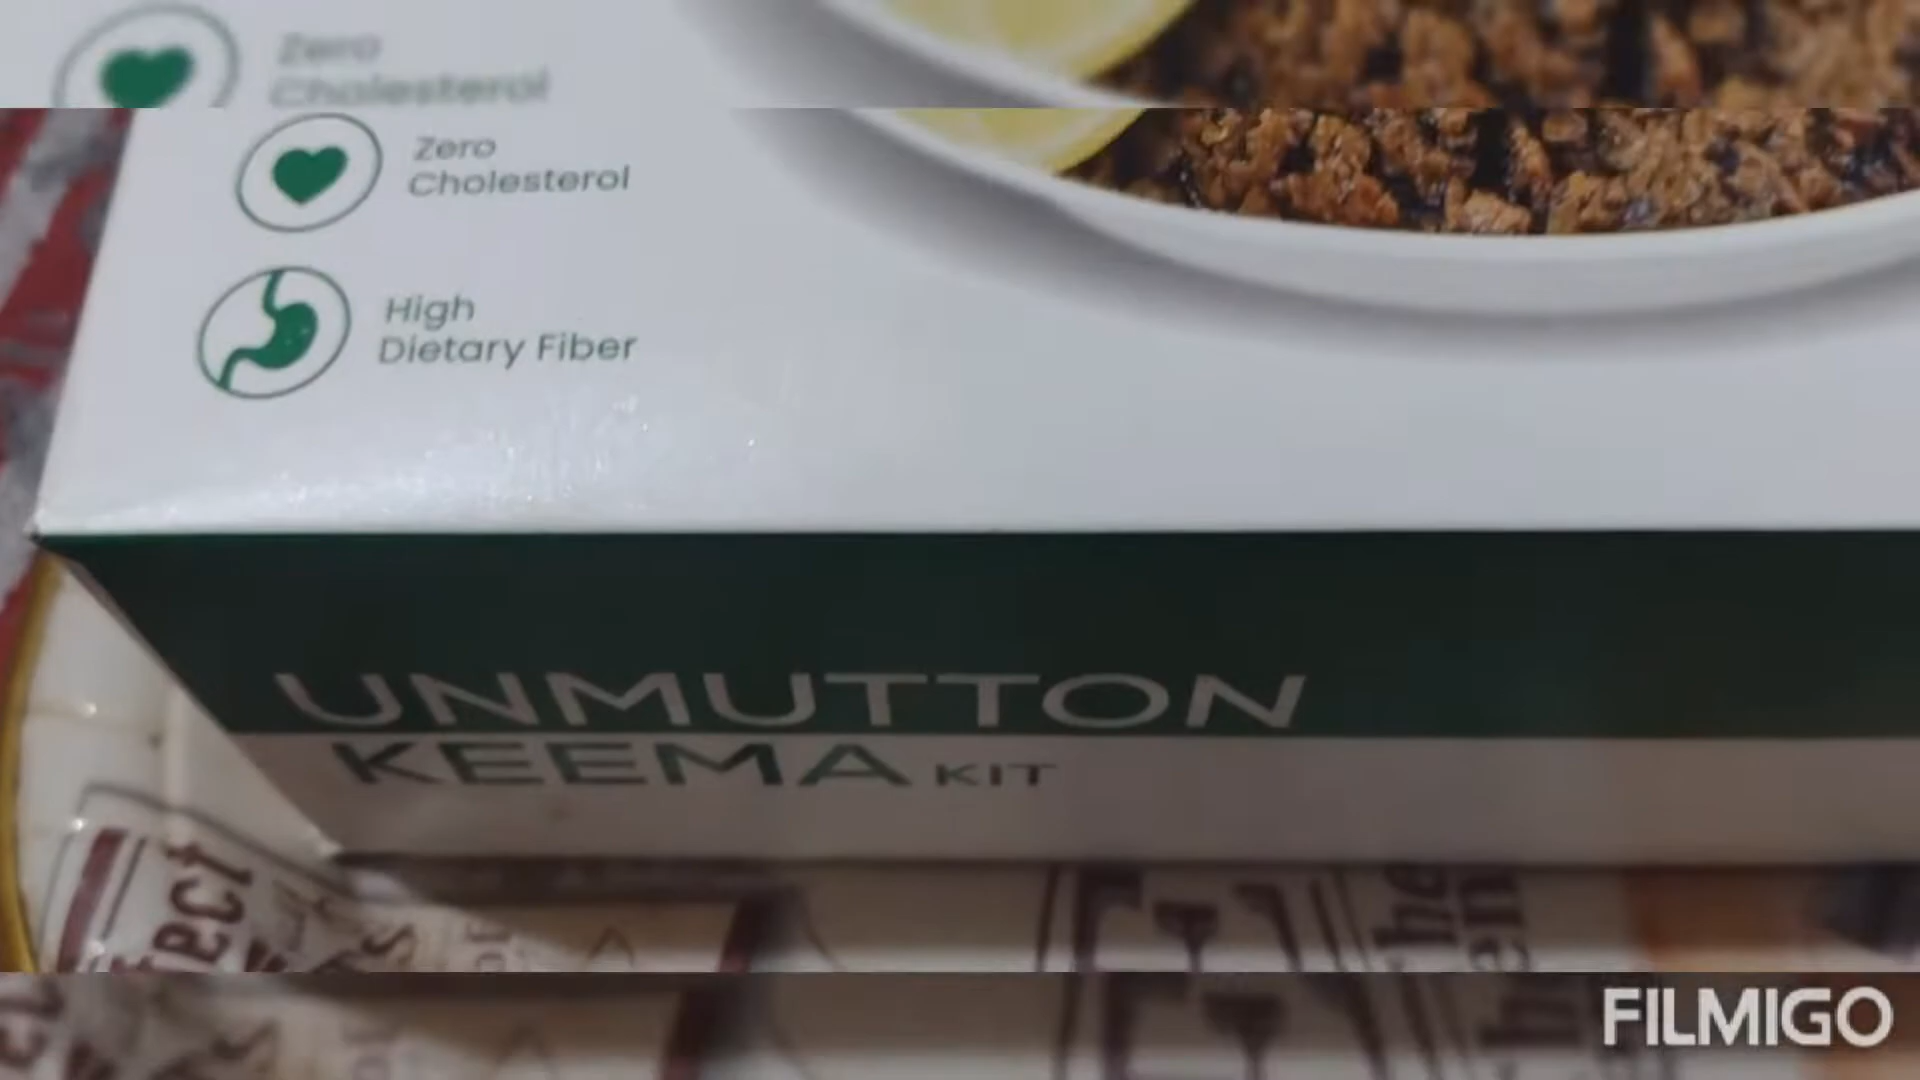 Zero
Cholesterol
Zero
Cholesterol
High
Dietary Fiber
UNMUTTON
KEEMA KIT
FILMIGO